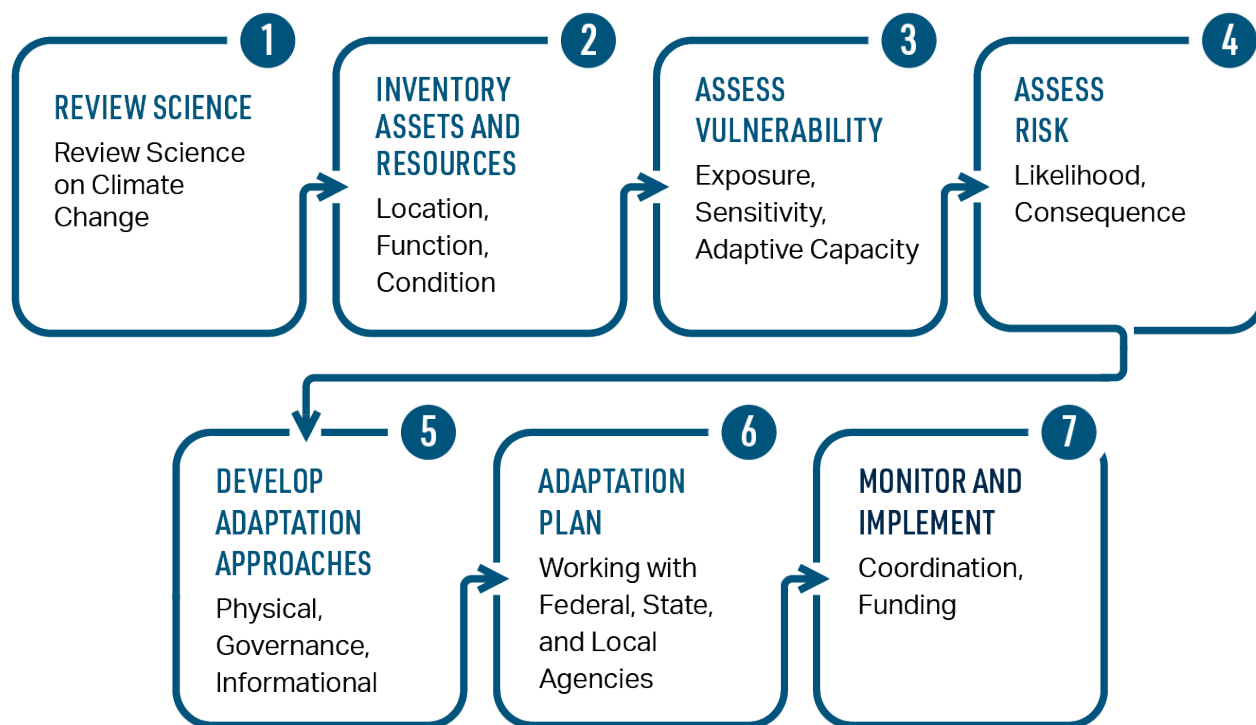 1
REVIEW SCIENCE
Review Science
on Climate
Change
2
INVENTORY
ASSETS AND
RESOURCES
Location,
Function,
Condition
3
ASSESS
VULNERABILITY
Exposure,
Sensitivity,
Adaptive Capacity
4
ASSESS
RISK
Likelihood,
Consequence
5
DEVELOP
ADAPTATION
APPROACHES
Physical,
Governance,
Informational
6
ADAPTATION
PLAN
Working with
Federal, State,
and Local
Agencies
7
MONITOR AND
IMPLEMENT
Coordination,
Funding